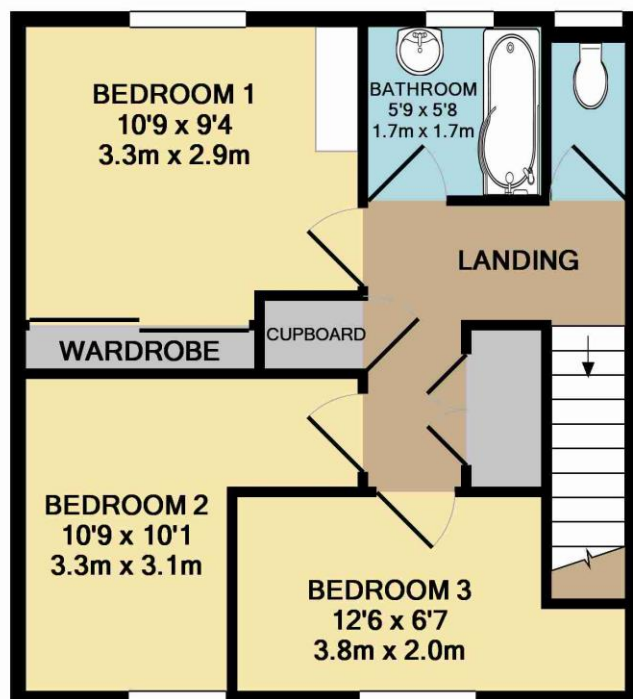 BEDROOM 1
10'9 x 9'4
3.3m x 2.9m
BATHROOM
5'9 x 5'8
1.7m x 1.7m
LANDING
CUPBOARD
WARDROBE
BEDROOM 2
10'9 x 10'1
3.3m x 3.1m
BEDROOM 3
12'6 x 6'7
3.8m x 2.0m